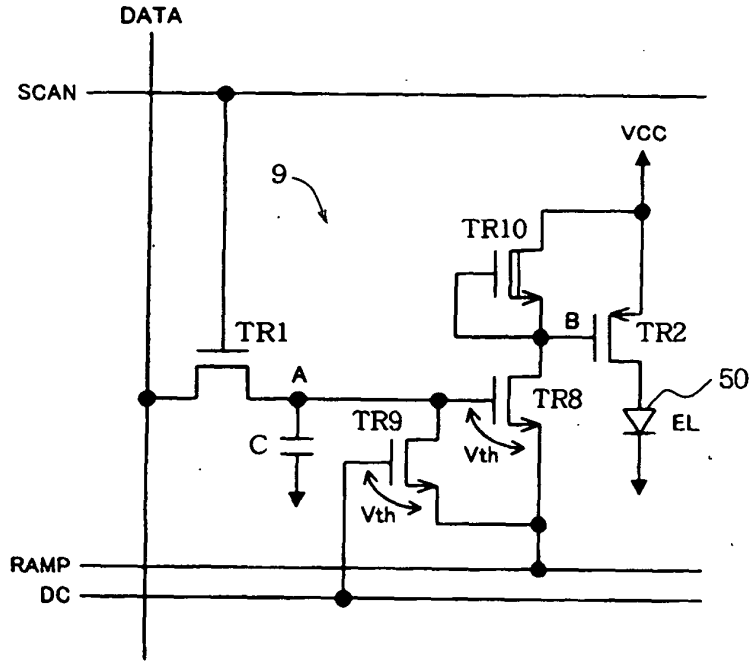 DATA
SCAN
VCC
9
TR10
TR1
B
TR2
A
50
TR8
EL
TR9
C
Vth
Vth
RAMP
DC